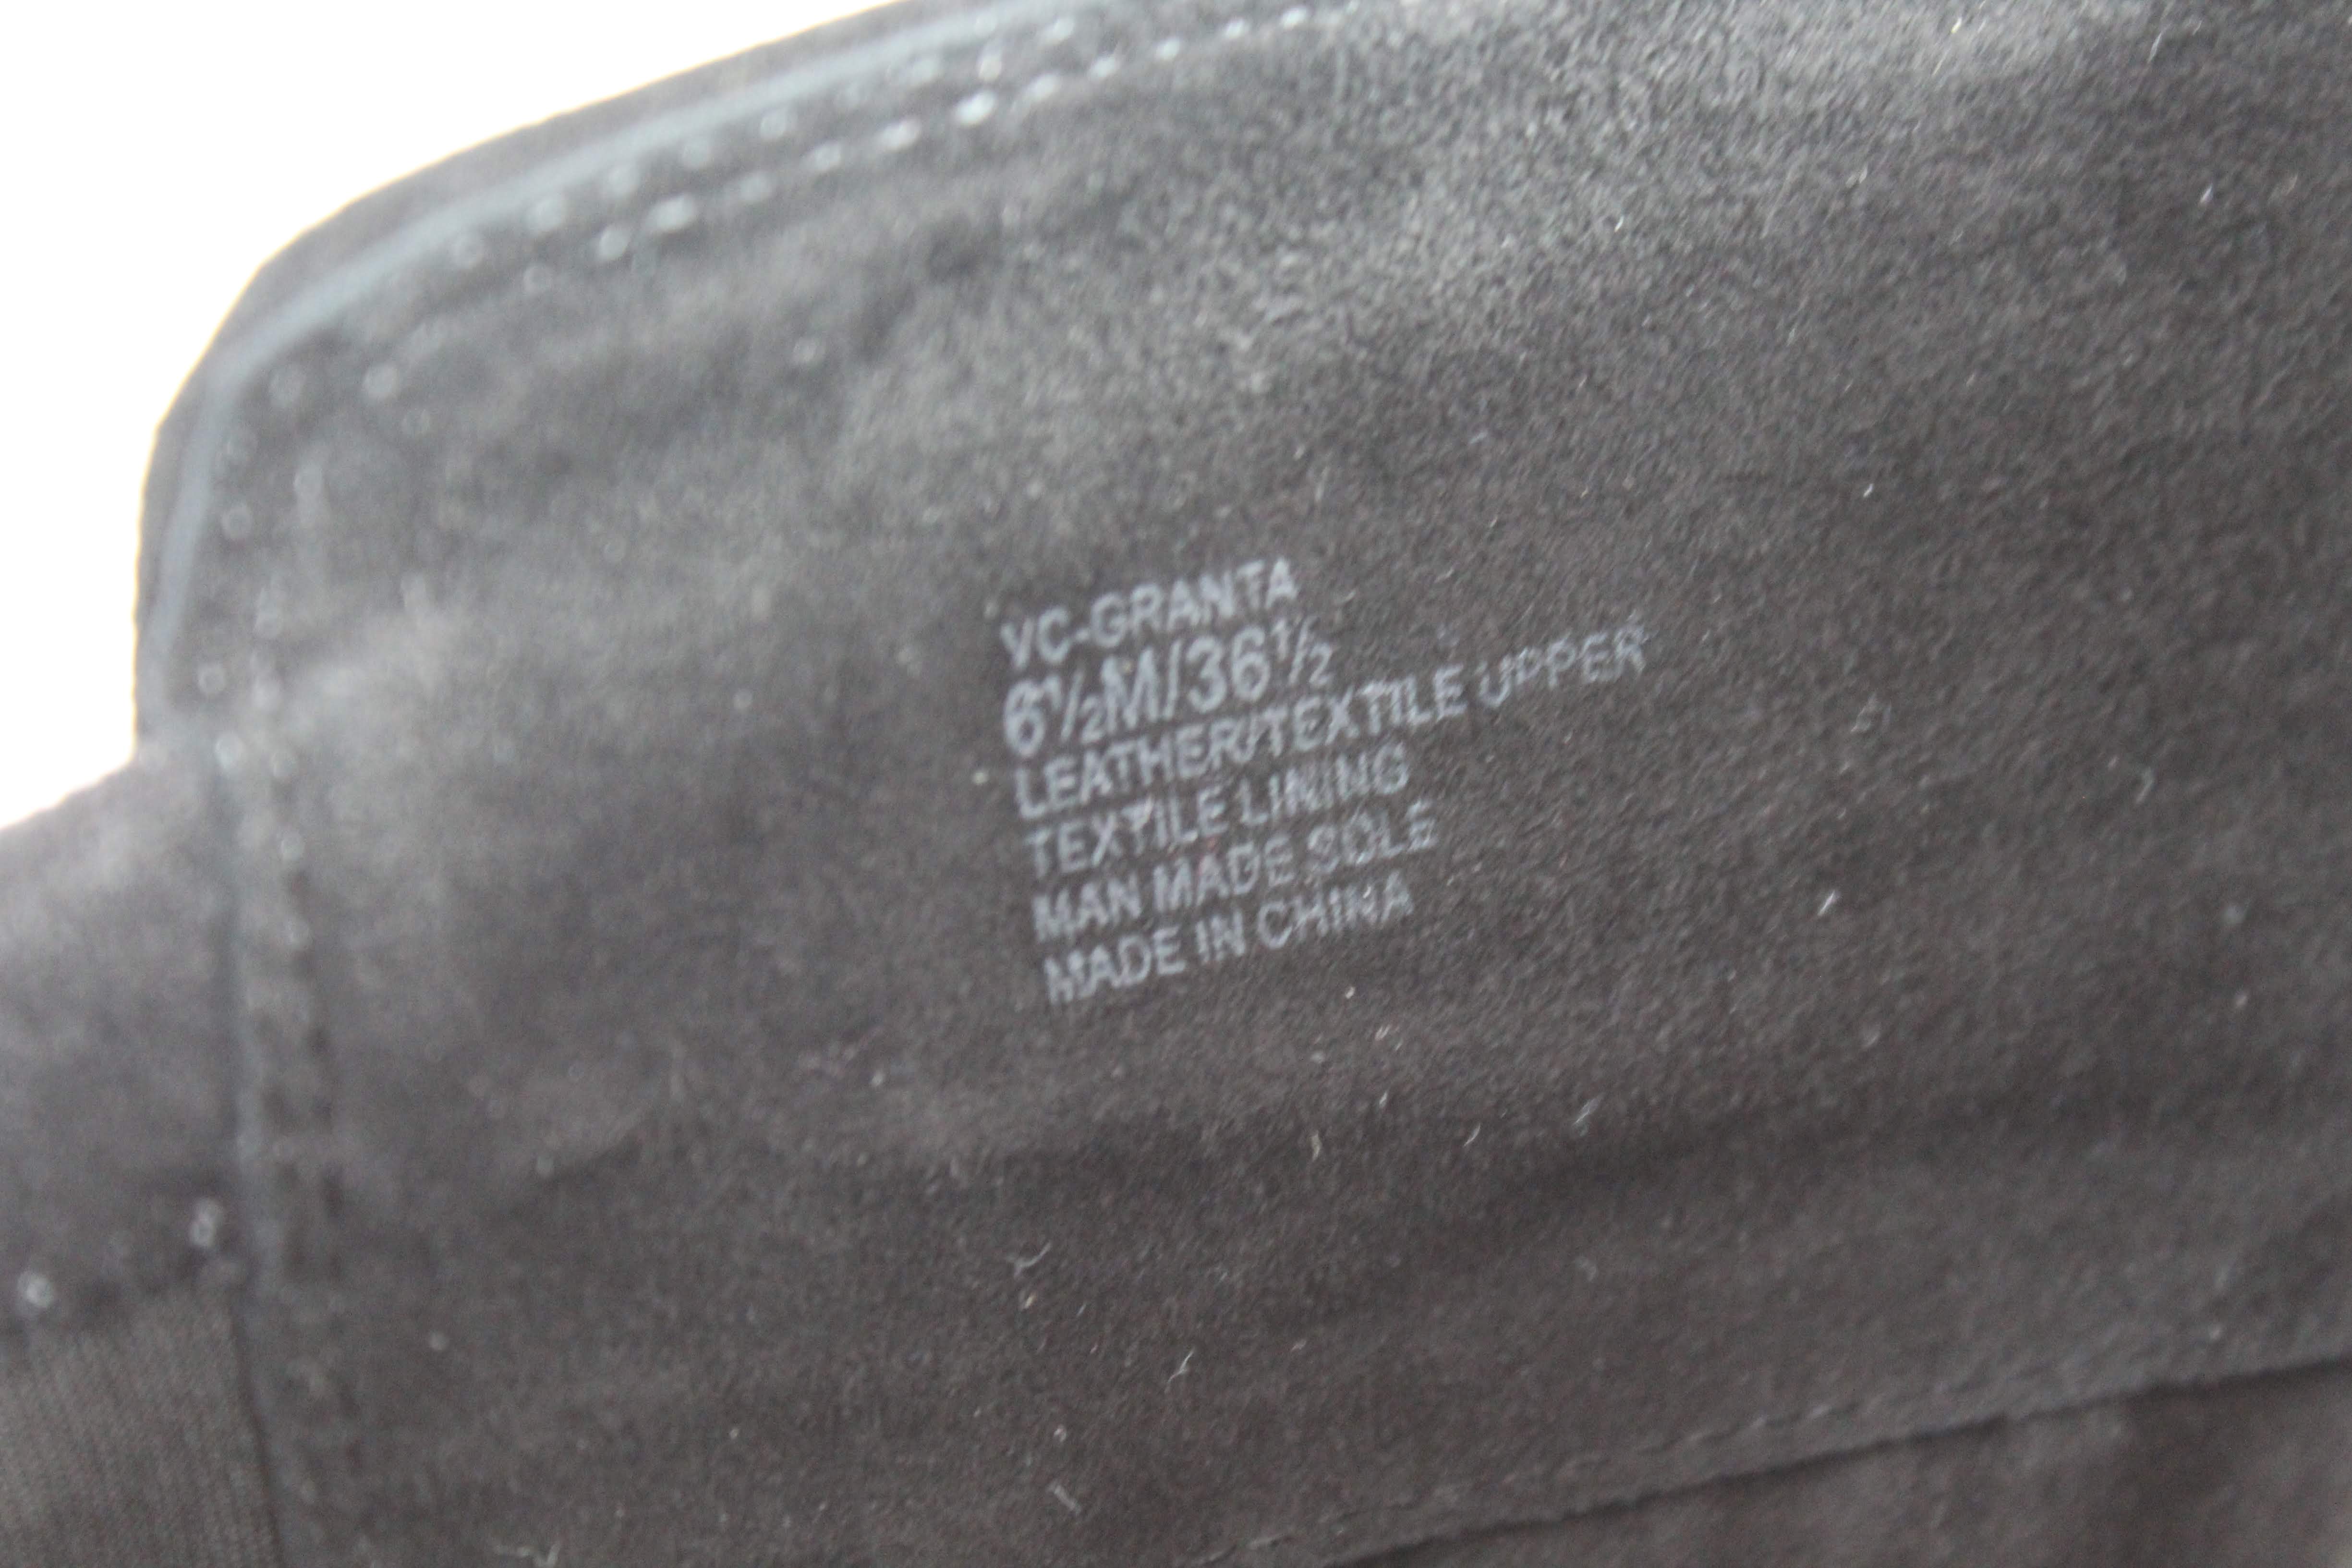 VC-GRANTA
6½M/36½
LEATHER/TEXTILE UPPER
TEXTILE LINING
MAN MADE SOLE
MADE IN CHINA